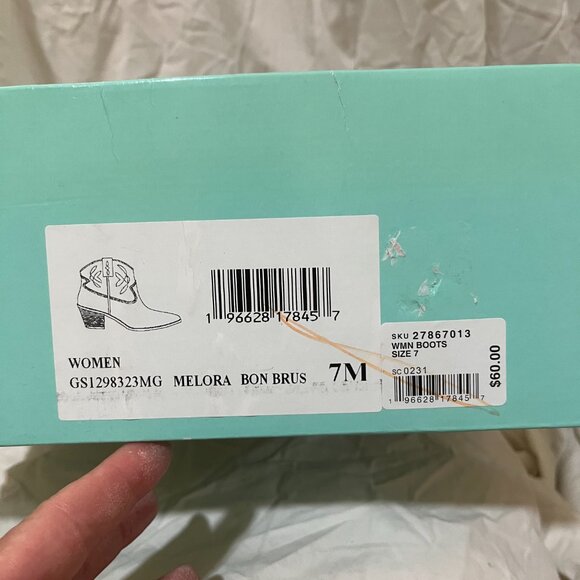 1 96628 17845 7
WOMEN
GS1298323MG MELORA BON BRUS 7M
SKU 27867013
WMN BOOTS
SIZE 7
SC 0231
1 96628 17845 7
$60.00